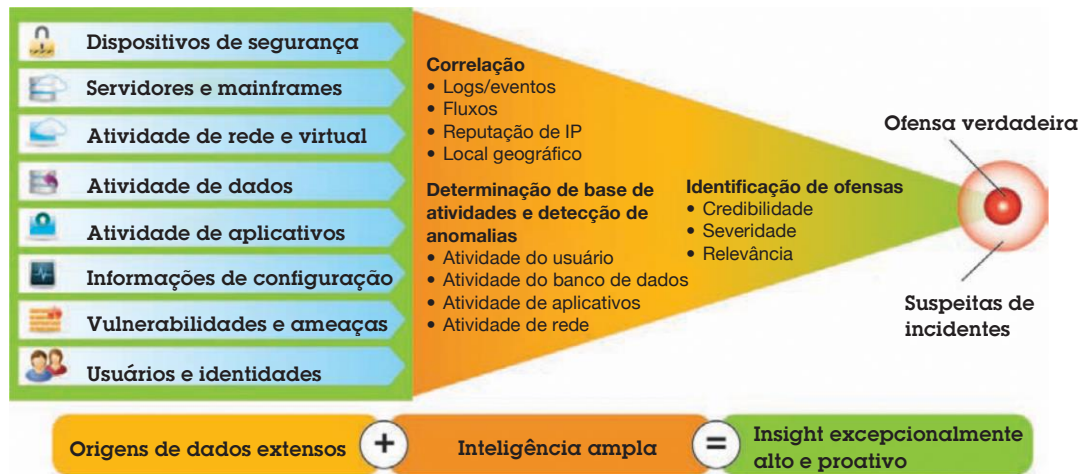 Dispositivos de segurança
Servidores e mainframes
Atividade de rede e virtual
Atividade de dados
Atividade de aplicativos
Informações de configuração
Vulnerabilidades e ameaças
Usuários e identidades
Correlação
• Logs/eventos
• Fluxos
• Reputação de IP
• Local geográfico
Determinação de base de
atividades e detecção de
anomalias
• Atividade do usuário
• Atividade do banco de dados
• Atividade de aplicativos
• Atividade de rede
Identificação de ofensas
• Credibilidade
• Severidade
• Relevância
Ofensa verdadeira
Suspeitas de
incidentes
Origens de dados extensos
+
Inteligência ampla
=
Insight excepcionalmente
alto e proativo